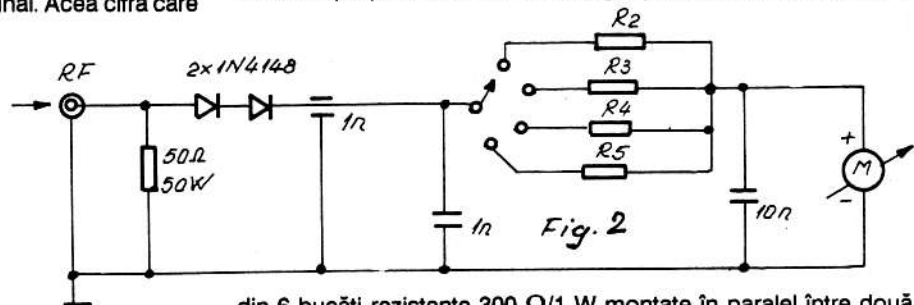 inal. Acea cifră care
RF
2x1N4148
50Ω
50W
1n
1n
R2
R3
R4
R5
Fig. 2
10n
+
M
-
din 6 bucăți rezistențe 300 Ω/1 W montate în paralel între două